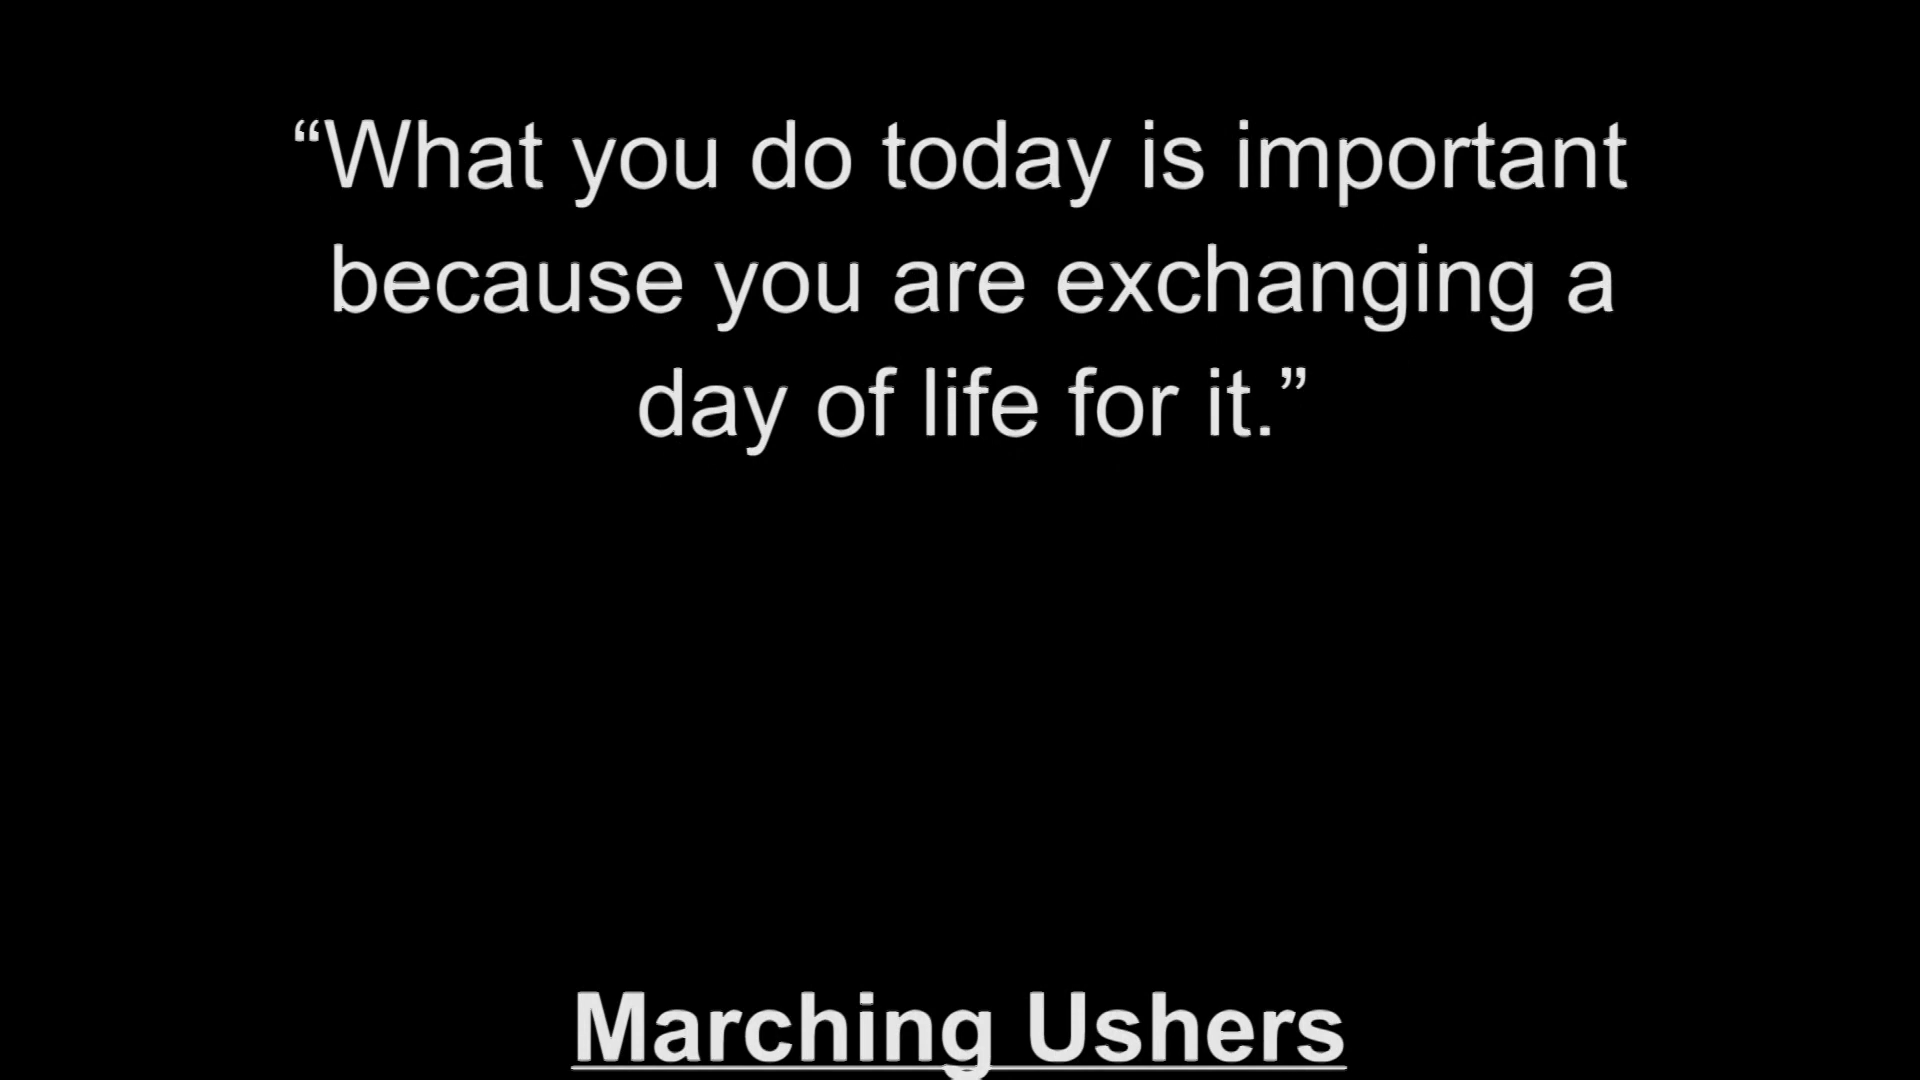 “What you do today is important
because you are exchanging a
day of life for it.”
Marching Ushers